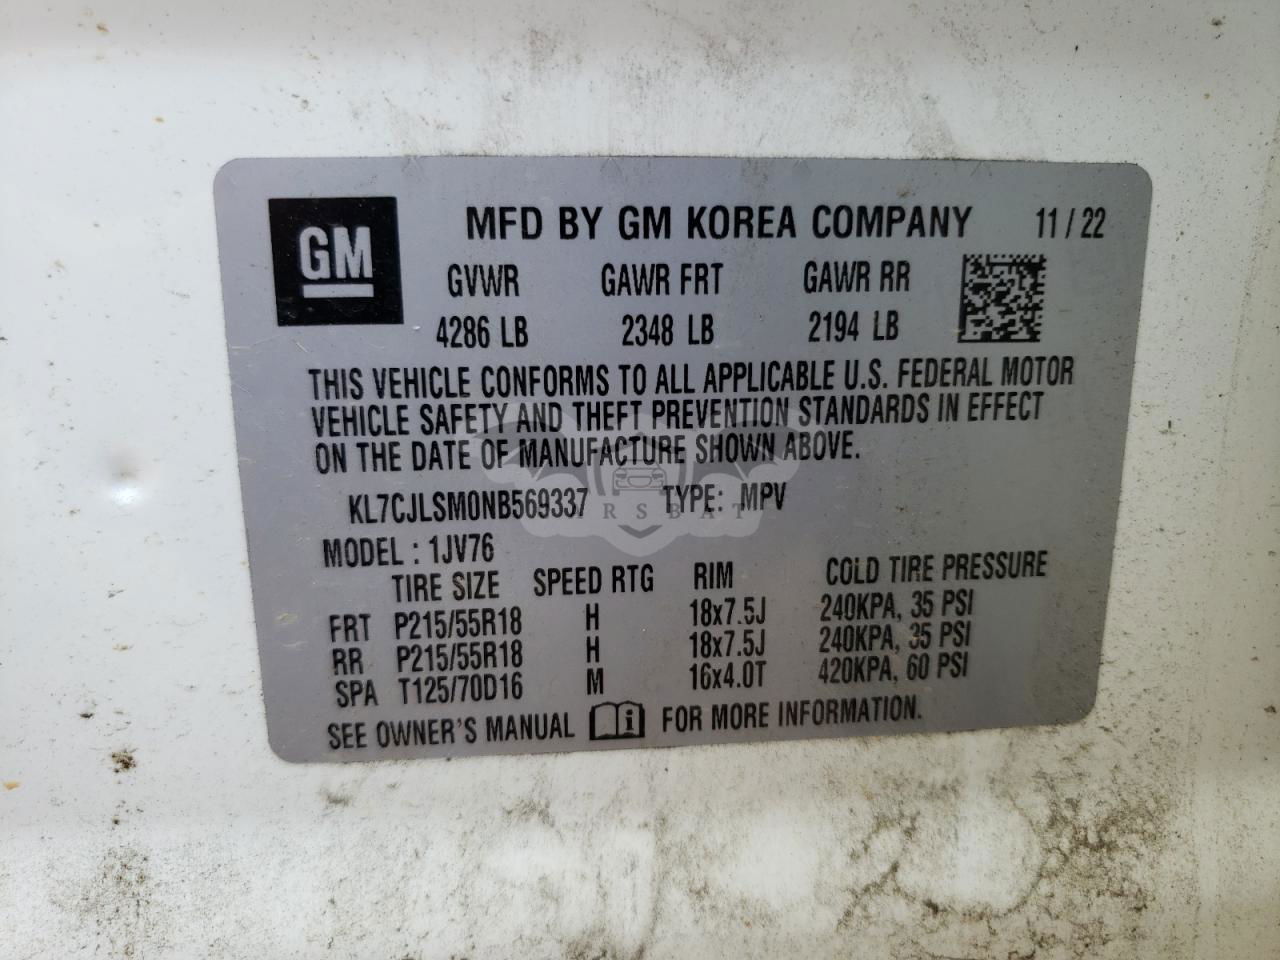 GM
MFD BY GM KOREA COMPANY 11/22
GVWR GAWR FRT GAWR RR
4286 LB 2348 LB 2194 LB
THIS VEHICLE CONFORMS TO ALL APPLICABLE U.S. FEDERAL MOTOR
VEHICLE SAFETY AND THEFT PREVENTION STANDARDS IN EFFECT
ON THE DATE OF MANUFACTURE SHOWN ABOVE.
KL7CJLSM0NB569337 TYPE: MPV
CARSBAT
MODEL : 1JV76
TIRE SIZE SPEED RTG RIM COLD TIRE PRESSURE
FRT P215/55R18 H 18x7.5J 240KPA, 35 PSI
RR P215/55R18 H 18x7.5J 240KPA, 35 PSI
SPA T125/70D16 M 16x4.0T 420KPA, 60 PSI
SEE OWNER'S MANUAL i FOR MORE INFORMATION.